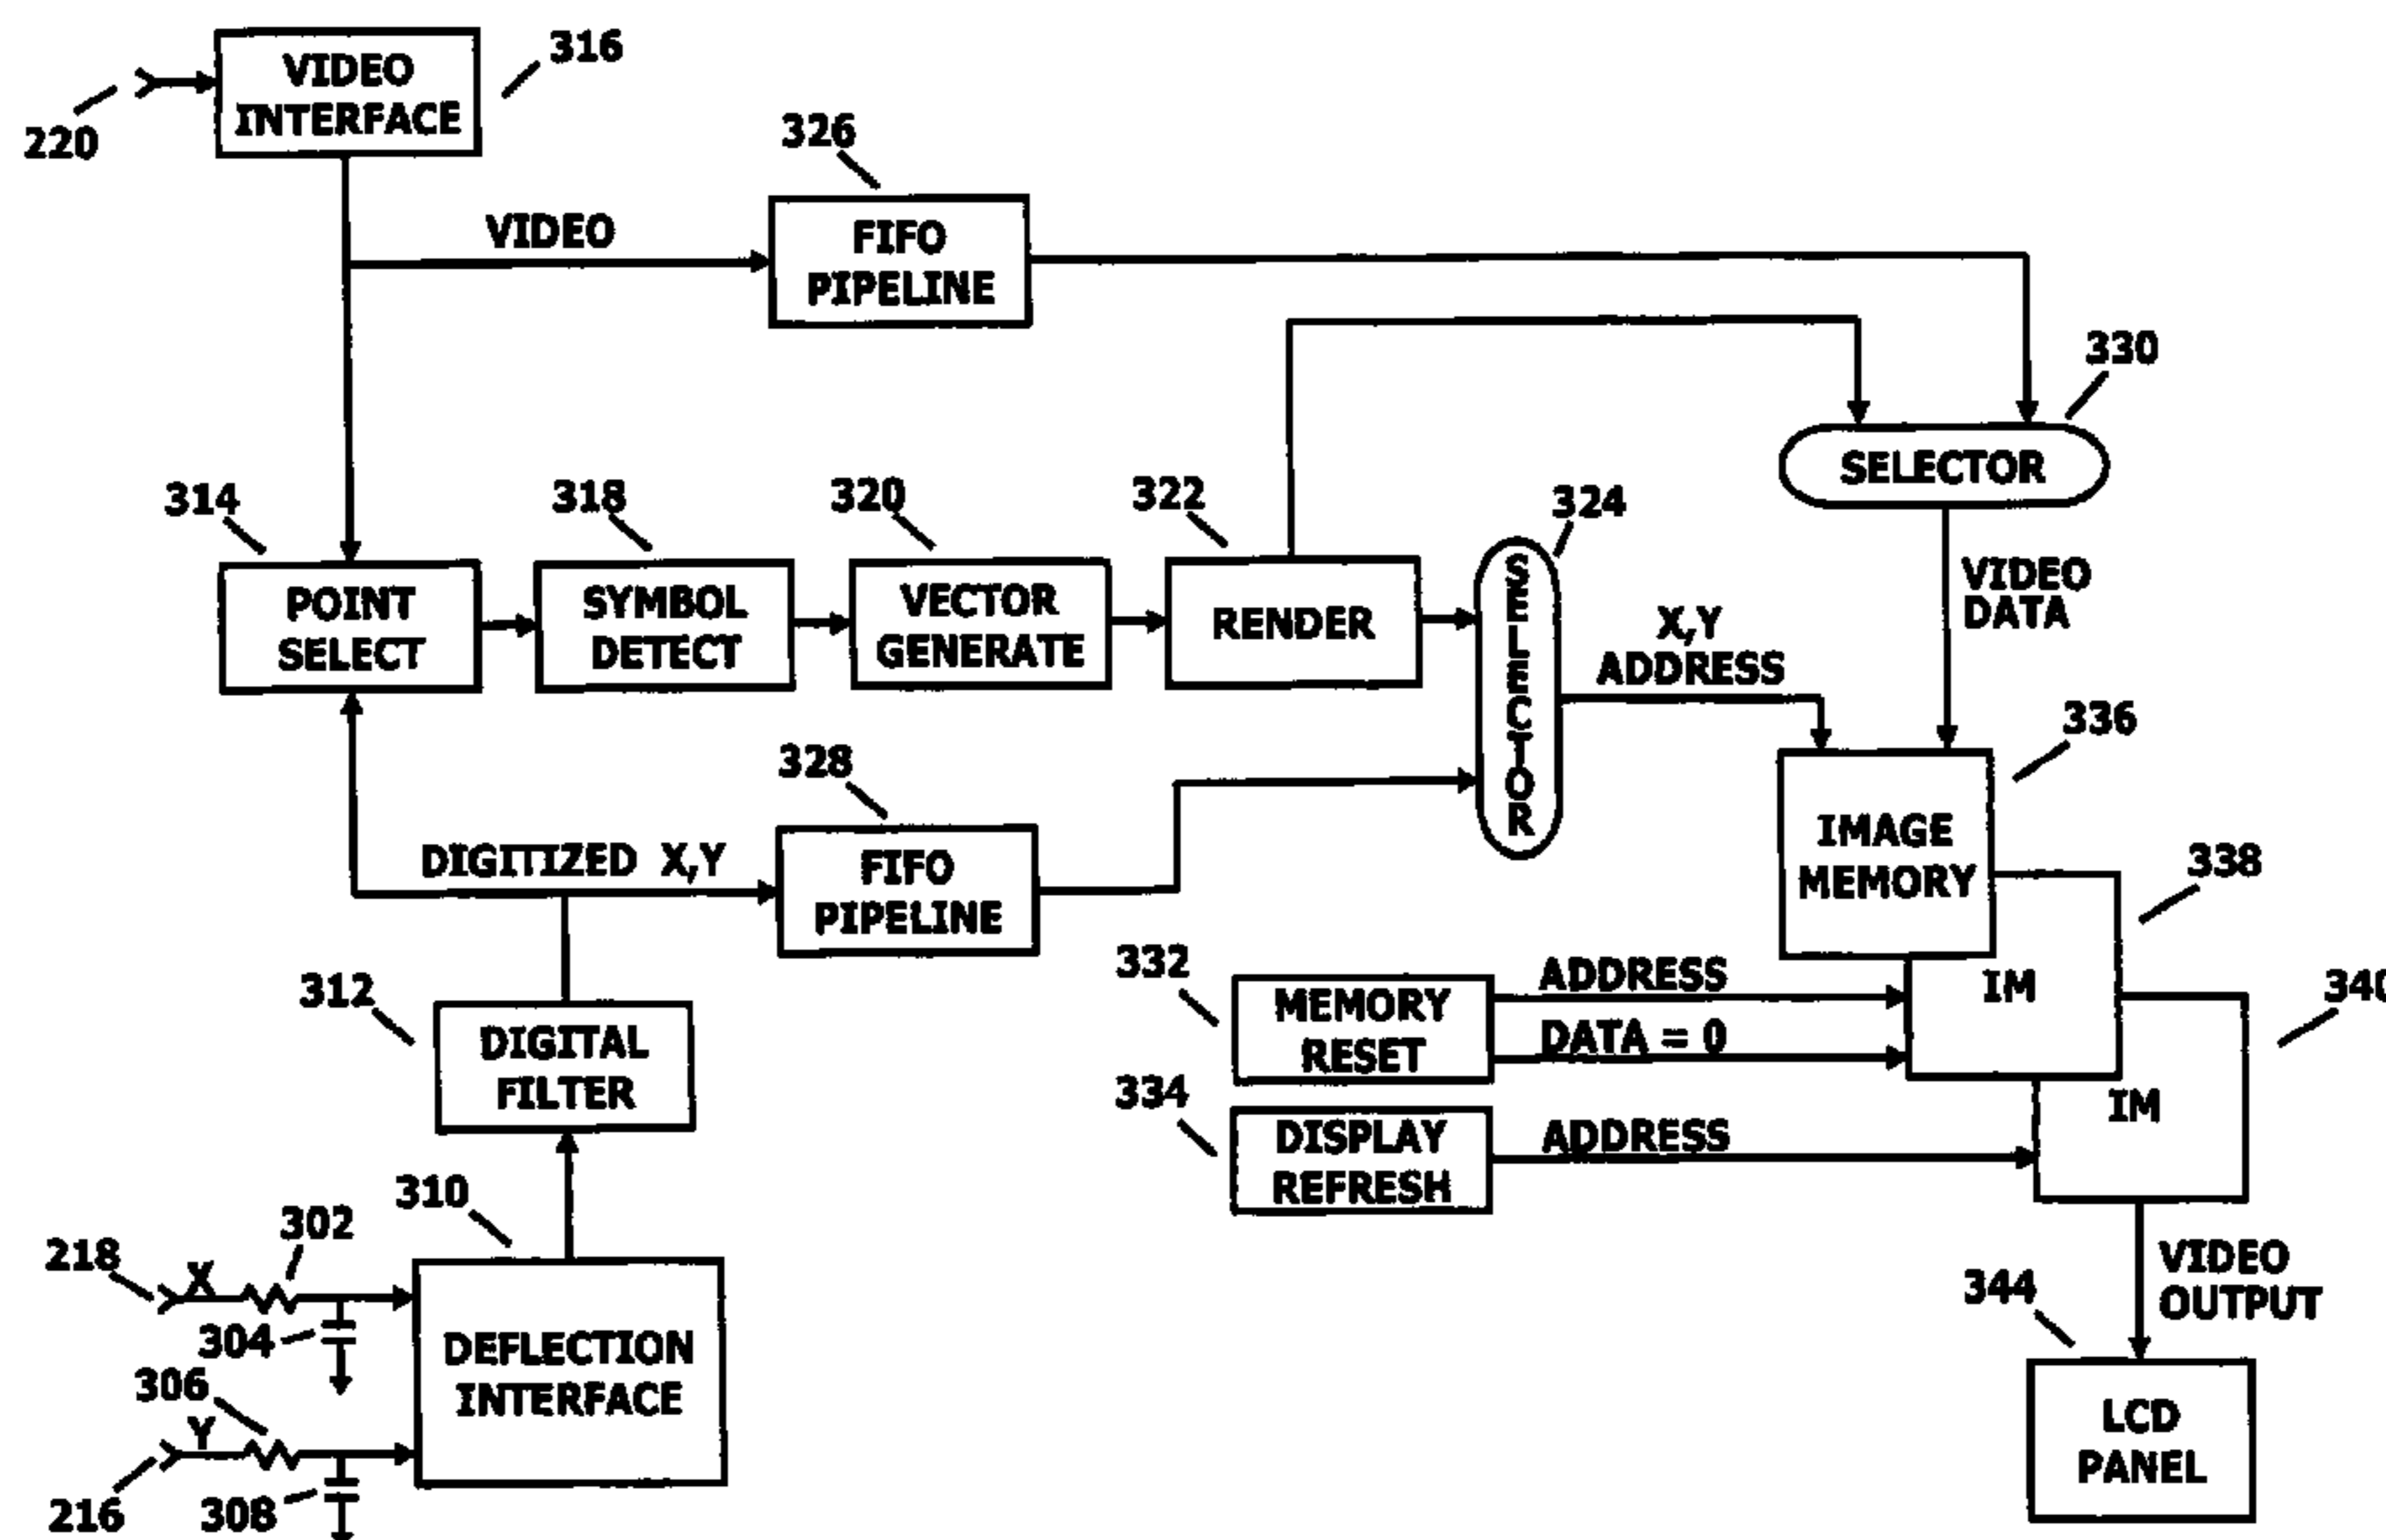 VIDEO
INTERFACE
316
220
326
VIDEO
FIFO
PIPELINE
330
SELECTOR
314
318
320
322
324
POINT
SELECT
SYMBOL
DETECT
VECTOR
GENERATE
RENDER
SELECTOR
X,Y
ADDRESS
VIDEO
DATA
336
328
DIGITIZED X,Y
FIFO
PIPELINE
IMAGE
MEMORY
338
312
DIGITAL
FILTER
332
MEMORY
RESET
ADDRESS
DATA = 0
IM
340
334
DISPLAY
REFRESH
ADDRESS
IM
310
302
218
X
304
DEFLECTION
INTERFACE
306
Y
216
308
VIDEO
OUTPUT
344
LCD
PANEL